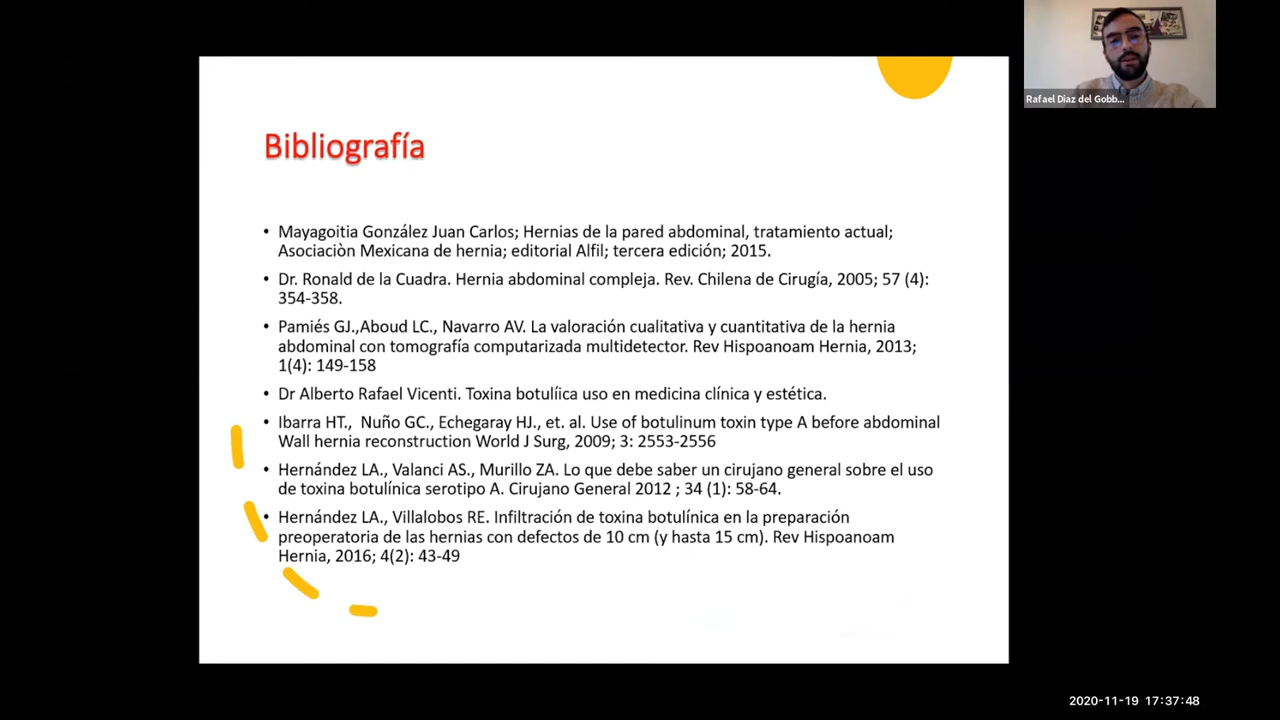 Rafael Diaz del Gobb...
Bibliografía
• Mayagoitia González Juan Carlos; Hernias de la pared abdominal, tratamiento actual;
Asociaciòn Mexicana de hernia; editorial Alfil; tercera edición; 2015.
• Dr. Ronald de la Cuadra. Hernia abdominal compleja. Rev. Chilena de Cirugía, 2005; 57 (4):
354-358.
• Pamiés GJ.,Aboud LC., Navarro AV. La valoración cualitativa y cuantitativa de la hernia
abdominal con tomografía computarizada multidetector. Rev Hispoanoam Hernia, 2013;
1(4): 149-158
• Dr Alberto Rafael Vicenti. Toxina botulíica uso en medicina clínica y estética.
• Ibarra HT., Nuño GC., Echegaray HJ., et. al. Use of botulinum toxin type A before abdominal
Wall hernia reconstruction World J Surg, 2009; 3: 2553-2556
• Hernández LA., Valanci AS., Murillo ZA. Lo que debe saber un cirujano general sobre el uso
de toxina botulínica serotipo A. Cirujano General 2012 ; 34 (1): 58-64.
• Hernández LA., Villalobos RE. Infiltración de toxina botulínica en la preparación
preoperatoria de las hernias con defectos de 10 cm (y hasta 15 cm). Rev Hispoanoam
Hernia, 2016; 4(2): 43-49
2020-11-19 17:37:48